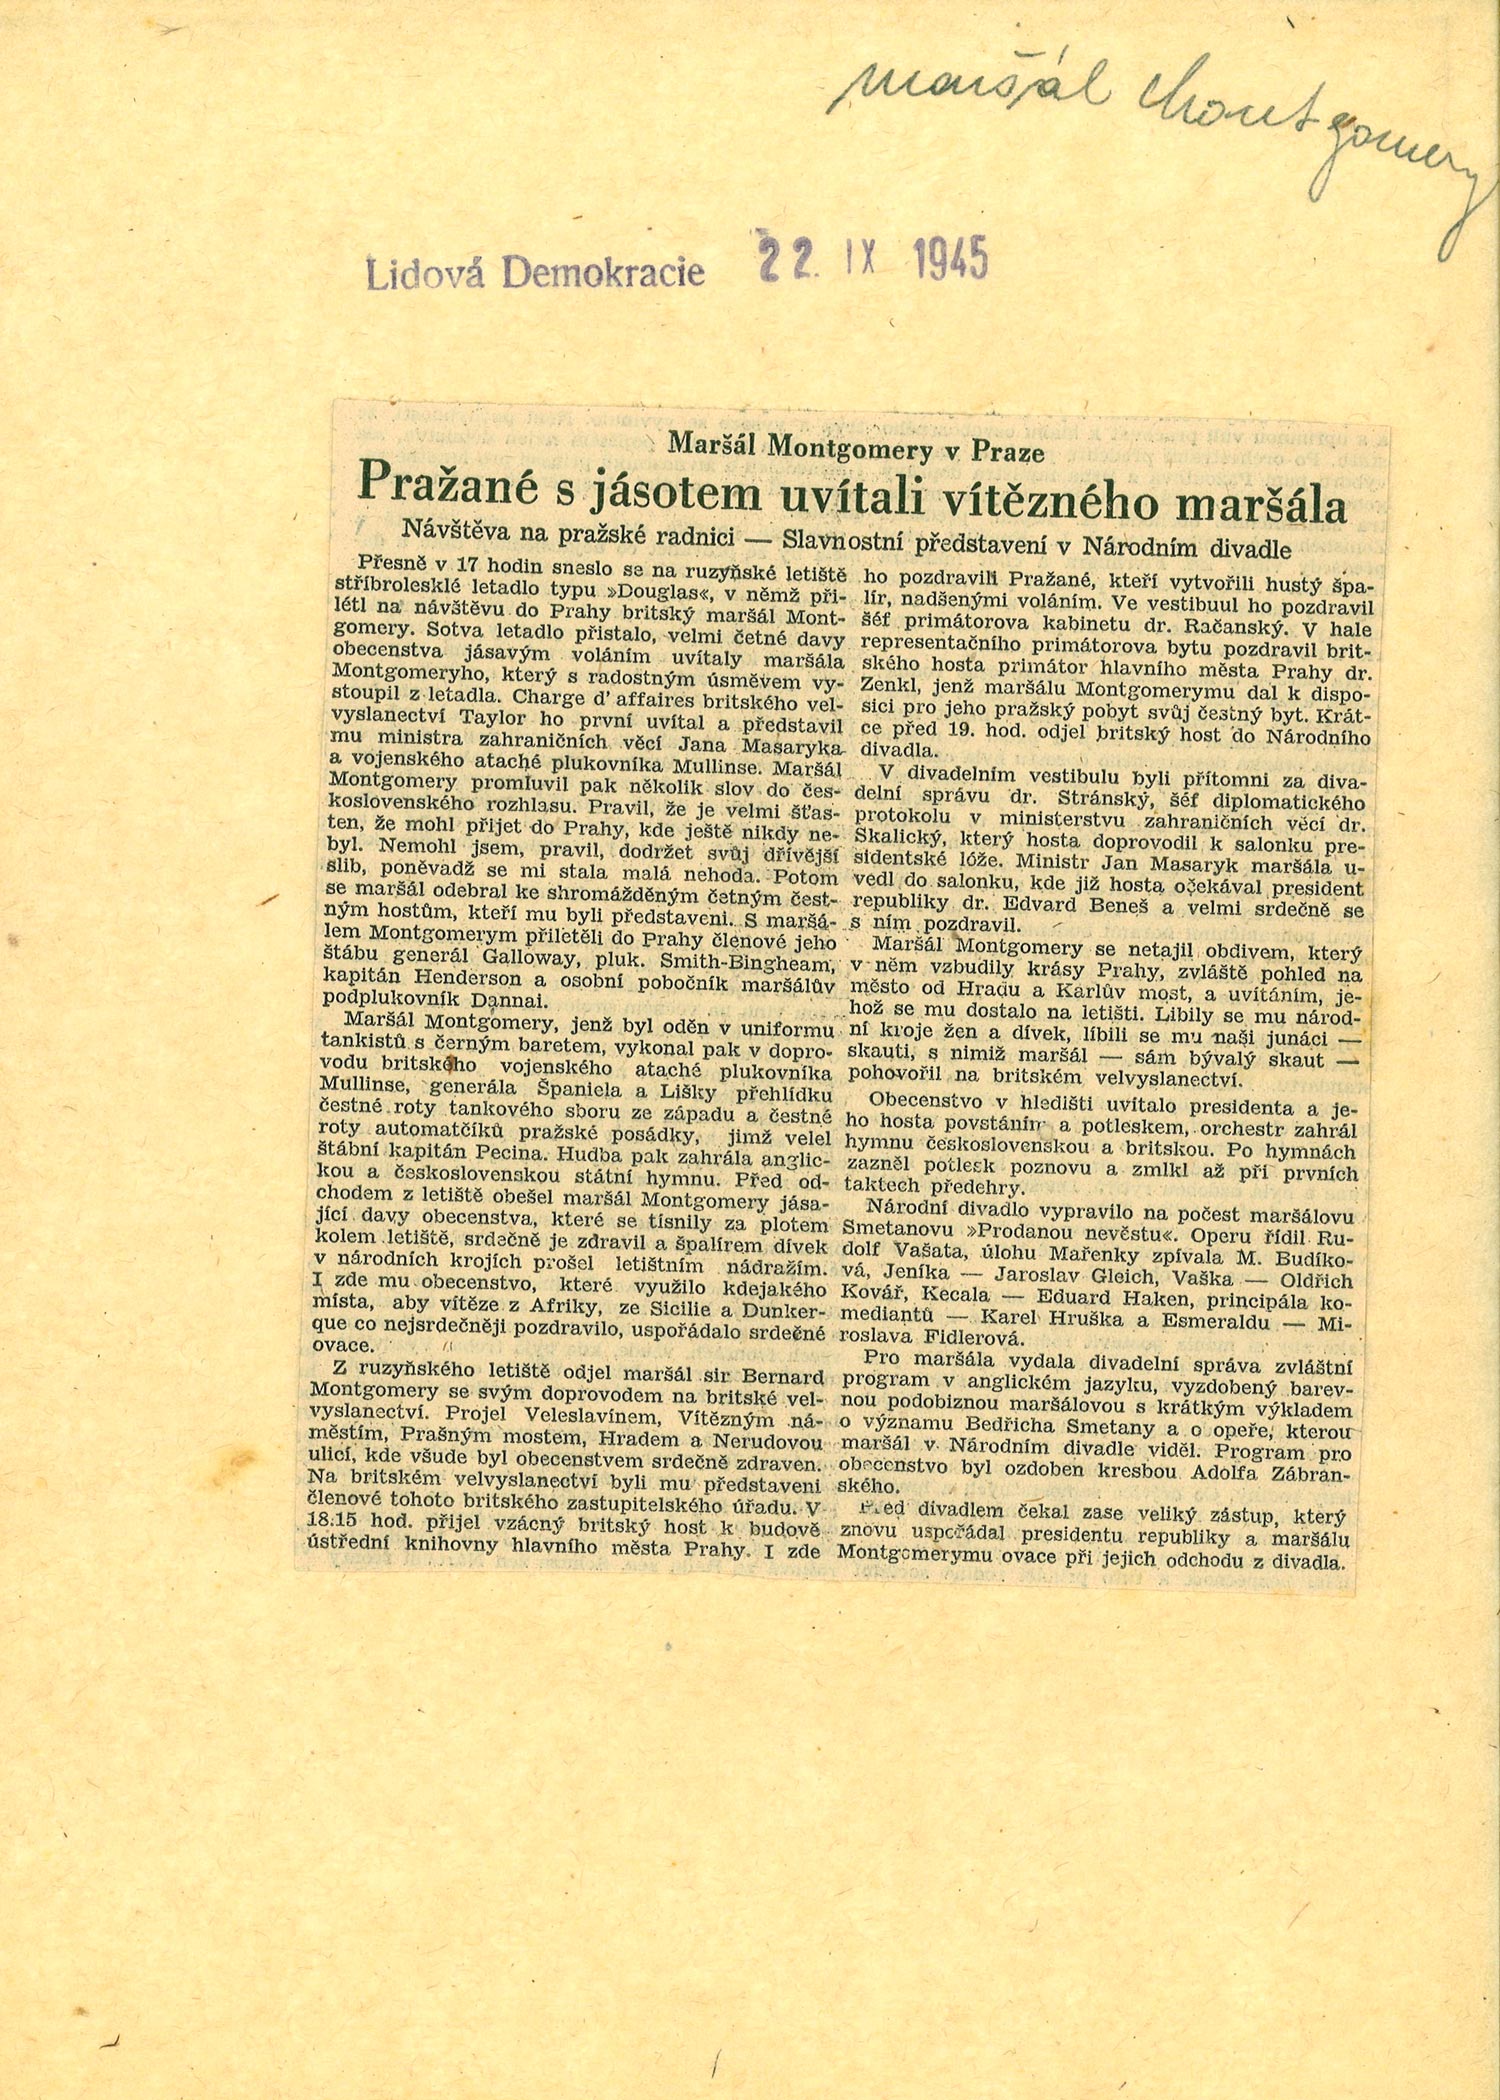 maršál Montgomery
Lidová Demokracie 22. IX 1945
Maršál Montgomery v Praze
Pražané s jásotem uvítali vítězného maršála
Návštěva na pražské radnici — Slavnostní představení v Národním divadle
Přesně v 17 hodin sneslo se na ruzyňské letiště
stříbrolesklé letadlo typu »Douglas«, v němž při-
létl na návštěvu do Prahy britský maršál Mont-
gomery. Sotva letadlo přistalo, velmi četné davy
obecenstva jásavým voláním uvítaly maršála
Montgomeryho, který s radostným úsměvem vy-
stoupil z letadla. Charge d' affaires britského vel-
vyslanectví Taylor ho první uvítal a představil
mu ministra zahraničních věcí Jana Masaryka
a vojenského atachė plukovníka Mullinse. Maršál
Montgomery promluvil pak několik slov do čes-
koslovenského rozhlasu. Pravil, že je velmi šťas-
ten, že mohl přijet do Prahy, kde ještě nikdy ne-
byl. Nemohl jsem, pravil, dodržet svůj dřívější
slib, poněvadž se mi stala malá nehoda. Potom
se maršál odebral ke shromážděným četným čest-
ným hostům, kteří mu byli představeni. S maršá-
lem Montgomerym přiletěli do Prahy členové jeho
štábu generál Galloway, pluk. Smith-Bingheam,
kapitán Henderson a osobní pobočník maršálův
podplukovník Dannai.
Maršál Montgomery, jenž byl oděn v uniformu
tankistů s černým baretem, vykonal pak v dopro-
vodu britského vojenského ataché plukovníka
Mullinse, generála Španiela a Lišky přehlídku
čestné roty tankového sboru ze západu a čestné
roty automatčíků pražské posádky, jimž velel
štábní kapitán Pecina. Hudba pak zahrála anglic-
kou a československou státní hymnu. Před od-
chodem z letiště obešel maršál Montgomery jása-
jící davy obecenstva, které se tísnily za plotem
kolem letiště, srdečně je zdravil a špalírem dívek
v národních krojích prošel letištním nádražím.
I zde mu obecenstvo, které využilo kdejakého
místa, aby vítěze z Afriky, ze Sicilie a Dunker-
que co nejsrdečněji pozdravilo, uspořádalo srdečné
ovace.
Z ruzyňského letiště odjel maršál sir Bernard
Montgomery se svým doprovodem na britské vel-
vyslanectví. Projel Veleslavínem, Vítězným ná-
městím, Prašným mostem, Hradem a Nerudovou
ulicí, kde všude byl obecenstvem srdečně zdraven.
Na britském velvyslanectví byli mu představeni
členové tohoto britského zastupitelského úřadu. V
18.15 hod. přijel vzácný britský host k budově
ústřední knihovny hlavního města Prahy. I zde
ho pozdravili Pražané, kteří vytvořili hustý špa-
lír, nadšenými voláním. Ve vestibuul ho pozdravil
šéf primátorova kabinetu dr. Račanský. V hale
representačního primátorova bytu pozdravil brit-
ského hosta primátor hlavního města Prahy dr.
Zenkl, jenž maršálu Montgomerymu dal k dispo-
sici pro jeho pražský pobyt svůj čestný byt. Krát-
ce před 19. hod. odjel britský host do Národního
divadla.
V divadelním vestibulu byli přítomni za diva-
delní správu dr. Stránský, šéf diplomatického
protokolu v ministerstvu zahraničních věcí dr.
Skalický, který hosta doprovodil k salonku pre-
sidentské lóže. Ministr Jan Masaryk maršála u-
vedl do salonku, kde již hosta očekával president
republiky dr. Edvard Beneš a velmi srdečně se
s ním pozdravil.
Maršál Montgomery se netajil obdivem, který
v něm vzbudily krásy Prahy, zvláště pohled na
město od Hradu a Karlův most, a uvítáním, je-
hož se mu dostalo na letišti. Libily se mu národ-
ní kroje žen a dívek, líbili se mu naši junáci —
skauti, s nimiž maršál — sám bývalý skaut —
pohovořil na britském velvyslanectví.
Obecenstvo v hledišti uvítalo presidenta a je-
ho hosta povstáním a potleskem, orchestr zahrál
hymnu československou a britskou. Po hymnách
zazněl potlesk poznovu a zmlkl až při prvních
taktech předehry.
Národní divadlo vypravilo na počest maršálovu
Smetanovu »Prodanou nevěstu«. Operu řídil Ru-
dolf Vašata, úlohu Mařenky zpívala M. Budíko-
vá, Jeníka — Jaroslav Gleich, Vaška — Oldřich
Kovář, Kecala — Eduard Haken, principála ko-
mediantů — Karel Hruška a Esmeraldu — Mi-
roslava Fidlerová.
Pro maršála vydala divadelní správa zvláštní
program v anglickém jazyku, vyzdobený barev-
nou podobiznou maršálovou s krátkým výkladem
o významu Bedřicha Smetany a o opeře, kterou
maršál v Národním divadle viděl. Program pro
obecenstvo byl ozdoben kresbou Adolfa Zábran-
ského.
Před divadlem čekal zase veliký zástup, který
znovu uspořádal presidentu republiky a maršálu
Montgomerymu ovace při jejich odchodu z divadla.